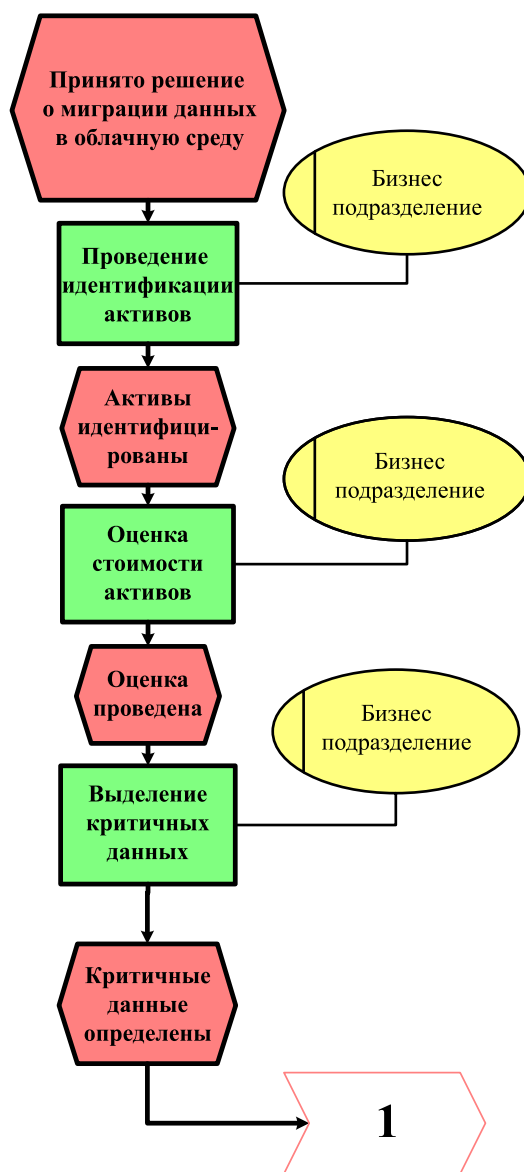 Принято решение
о миграции данных
в облачную среду
Бизнес
подразделение
Проведение
идентификации
активов
Активы
идентифици-
рованы
Бизнес
подразделение
Оценка
стоимости
активов
Оценка
проведена
Бизнес
подразделение
Выделение
критичных
данных
Критичные
данные
определены
1